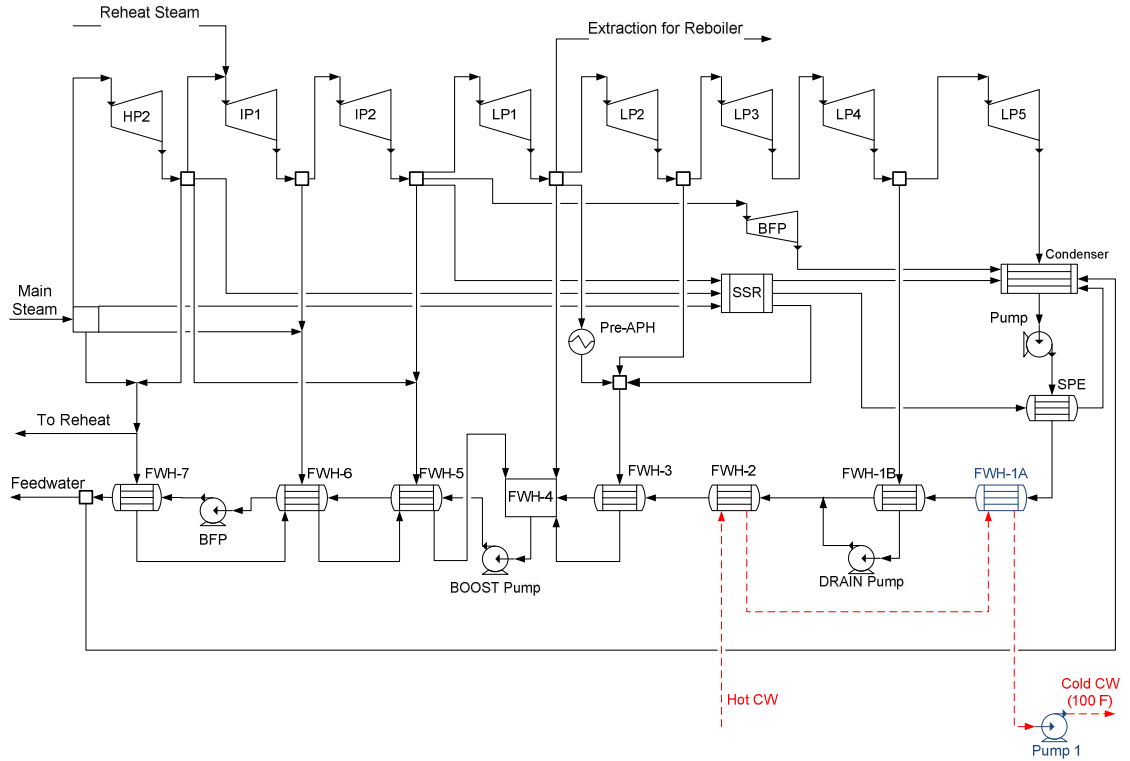 Reheat Steam
Extraction for Reboiler
HP2
IP1
IP2
LP1
LP2
LP3
LP4
LP5
BFP
Condenser
Main
Steam
SSR
Pump
Pre-APH
SPE
To Reheat
Feedwater
FWH-7
FWH-6
FWH-5
FWH-4
FWH-3
FWH-2
FWH-1B
FWH-1A
BFP
BOOST Pump
DRAIN Pump
Hot CW
Cold CW
(100 F)
Pump 1